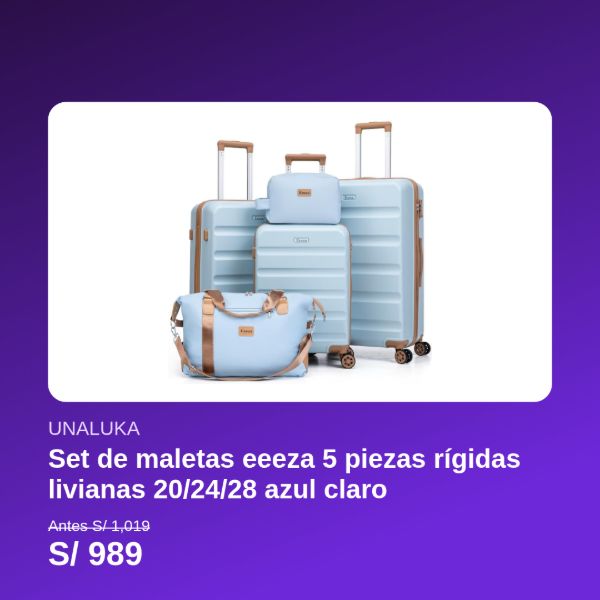 UNALUKA
Set de maletas eeeza 5 piezas rígidas
livianas 20/24/28 azul claro
Antes S/ 1,019
S/ 989